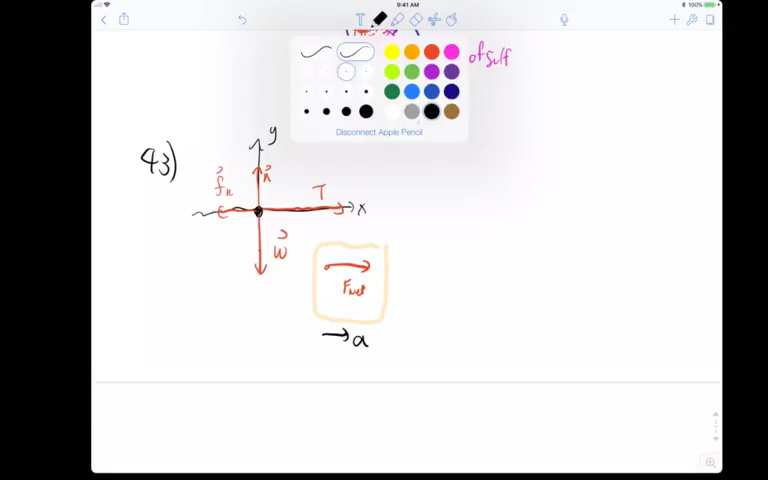 9:41 AM
100%
T
of Self
Disconnect Apple Pencil
43)
y
n
f k
T
x
w
Fnet
a